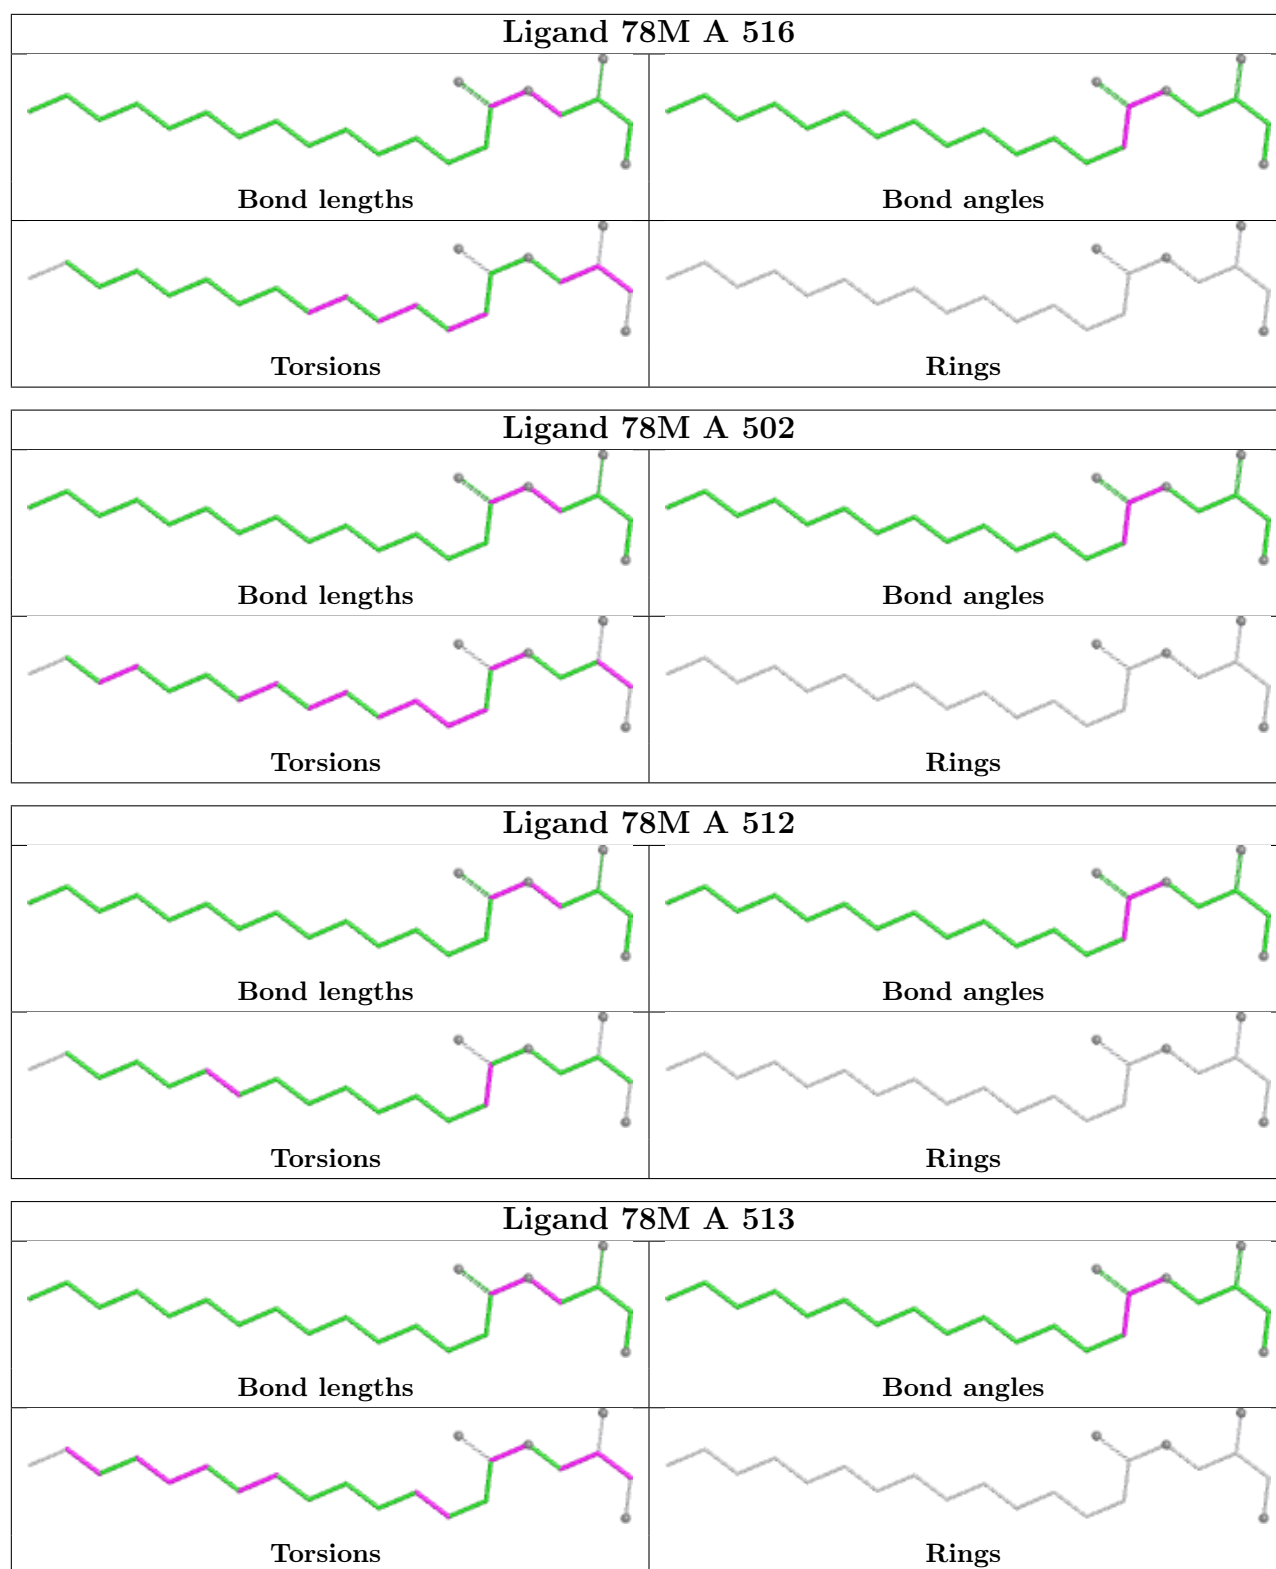 Ligand 78M A 516
Bond lengths
Bond angles
Torsions
Rings
Ligand 78M A 502
Bond lengths
Bond angles
Torsions
Rings
Ligand 78M A 512
Bond lengths
Bond angles
Torsions
Rings
Ligand 78M A 513
Bond lengths
Bond angles
Torsions
Rings